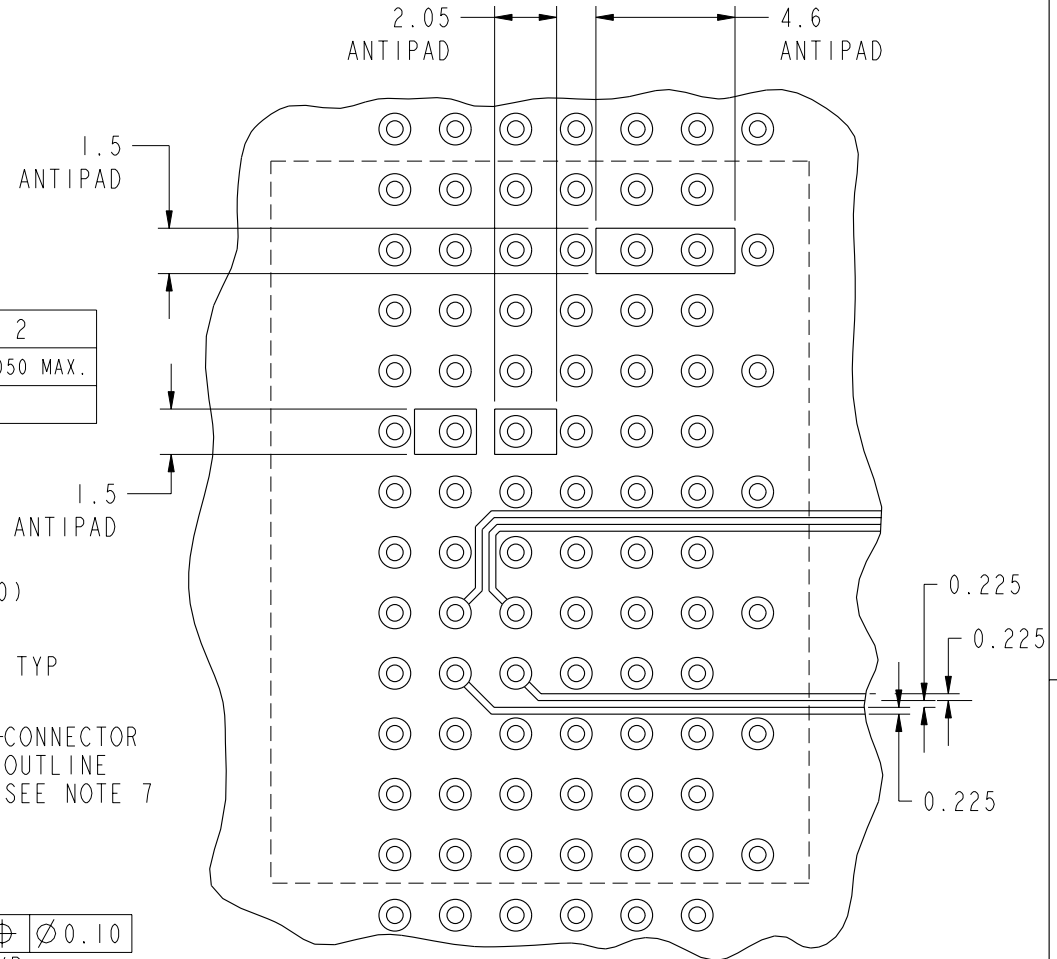 2.05
ANTIPAD
4.6
ANTIPAD
1.5
ANTIPAD
2
050 MAX.
1.5
ANTIPAD
0)
TYP
CONNECTOR
OUTLINE
SEE NOTE 7
0.225
0.225
0.225
⌖ Ø0.10